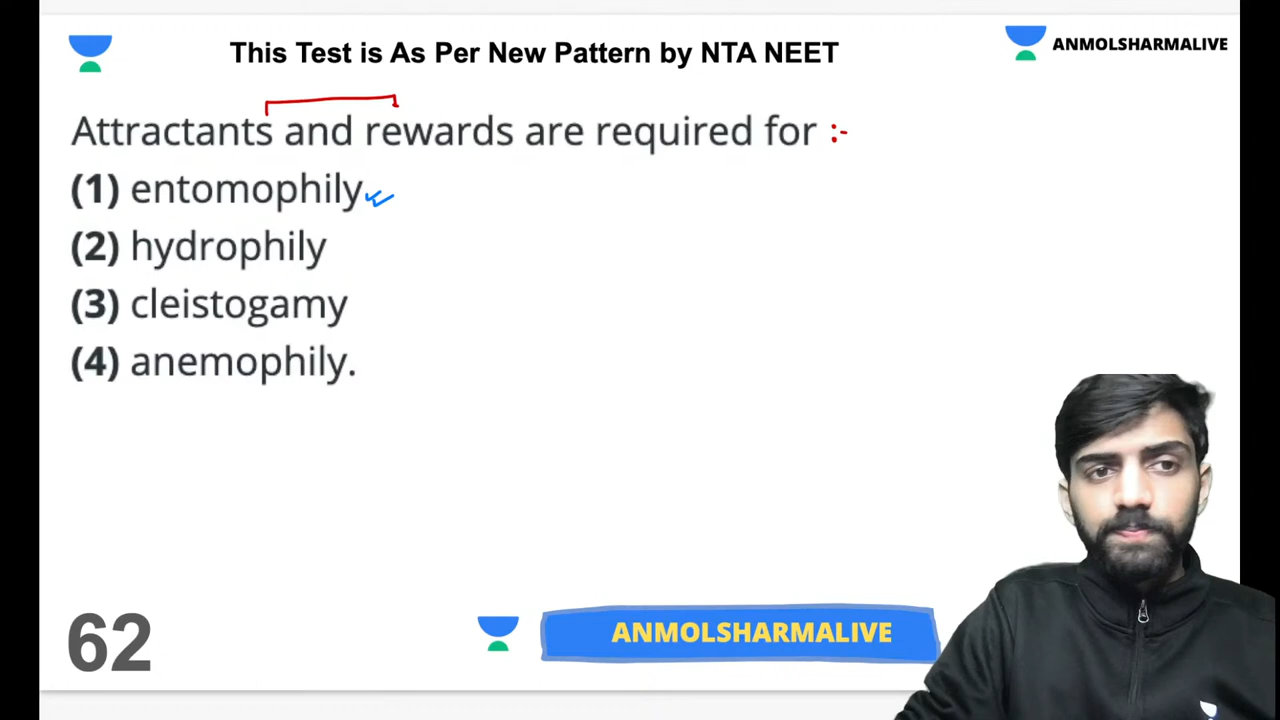 This Test is As Per New Pattern by NTA NEET
ANMOLSHARMALIVE
Attractants and rewards are required for :-
(1) entomophily
(2) hydrophily
(3) cleistogamy
(4) anemophily.
62
ANMOLSHARMALIVE